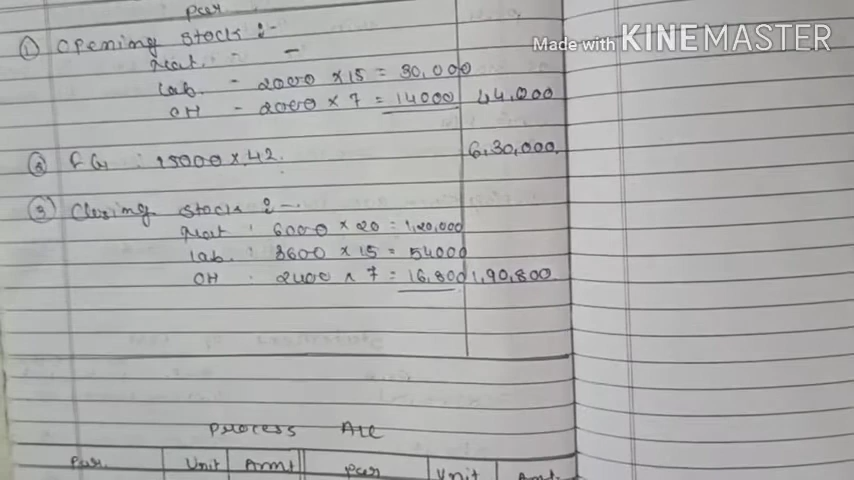 par
Made with KINEMASTER
① Opening Stock :-
Mat. - -
Lab. - 2000 × 15 = 30,000
OH - 2000 × 7 = 14000 44,000
② FG : 15000 × 42. 6,30,000.
③ Closing Stock :-
Mat : 6000 × 20 = 1,20,000
Lab. : 3600 × 15 = 54000
OH : 2400 × 7 = 16,800 1,90,800
Process A/c
Par. Unit Amt Par Unit Amt.